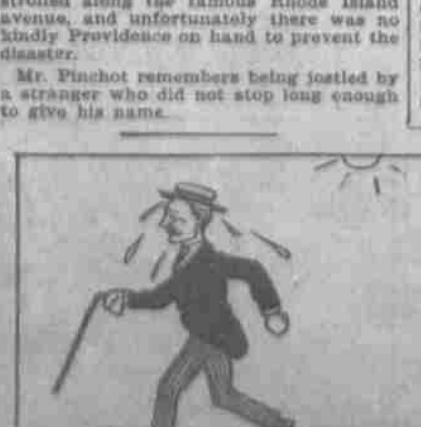 strolled along the famous Rhode Island
avenue, and unfortunately there was no
kindly Providence on hand to prevent the
disaster.
Mr. Pinchot remembers being jostled by
a stranger who did not stop long enough
to give his name.